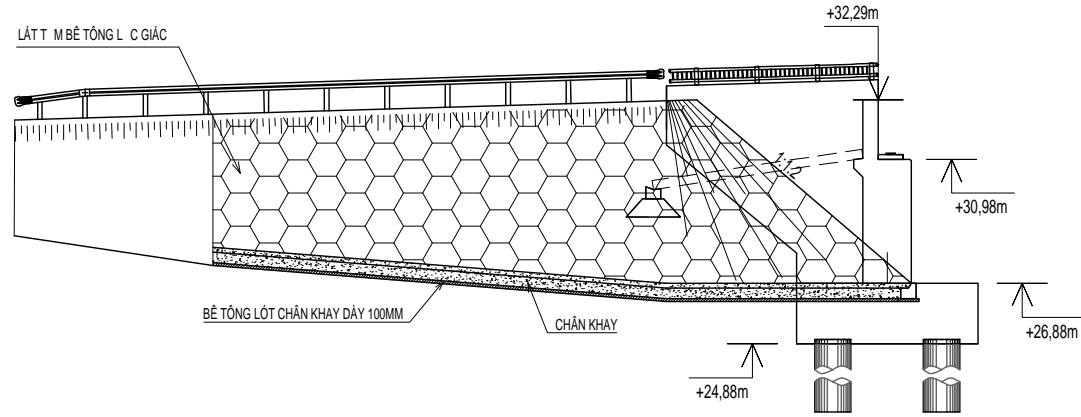 +32,29m
LÁT T M BÊ TÔNG L C GIÁC
+30,98m
BÊ TÔNG LÓT CHÂN KHAY DÀY 100MM
CHÂN KHAY
+26,88m
+24,88m